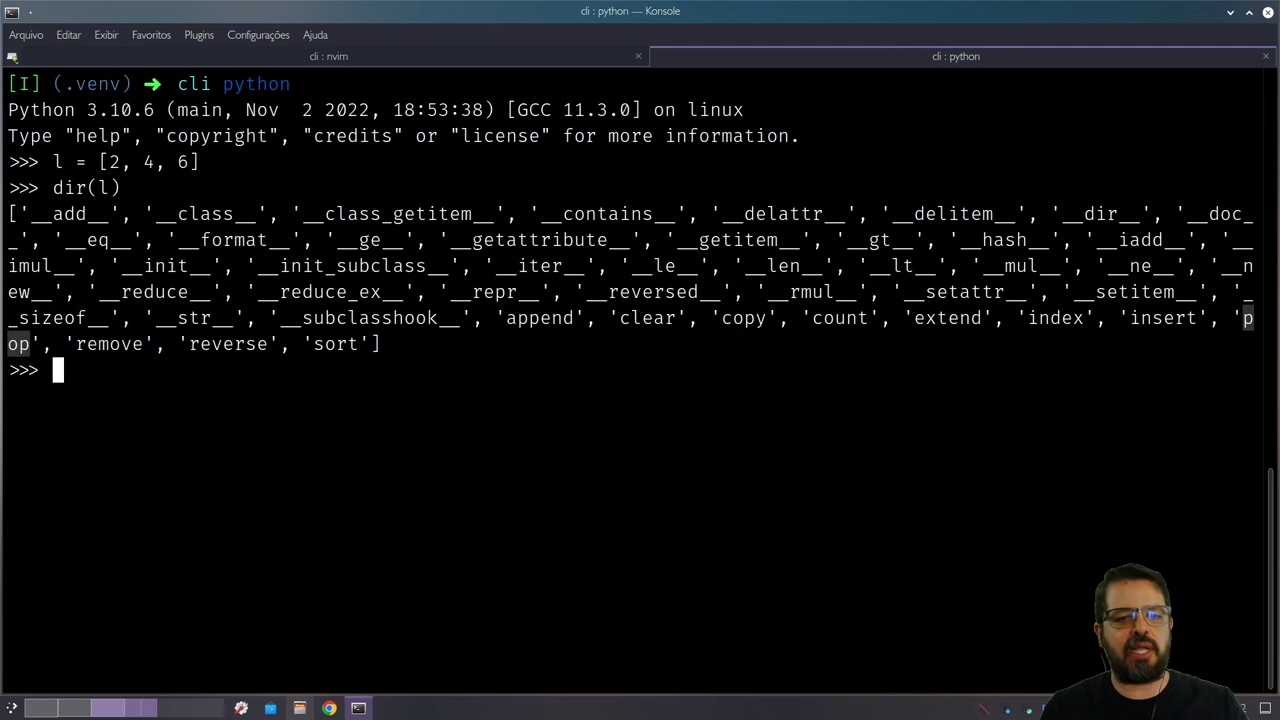 cli : python — Konsole
Arquivo Editar Exibir Favoritos Plugins Configurações Ajuda
cli : nvim
cli : python
[I] (.venv) ➜ cli python
Python 3.10.6 (main, Nov  2 2022, 18:53:38) [GCC 11.3.0] on linux
Type "help", "copyright", "credits" or "license" for more information.
>>> l = [2, 4, 6]
>>> dir(l)
['__add__', '__class__', '__class_getitem__', '__contains__', '__delattr__', '__delitem__', '__dir__', '__doc_
_', '__eq__', '__format__', '__ge__', '__getattribute__', '__getitem__', '__gt__', '__hash__', '__iadd__', '__
imul__', '__init__', '__init_subclass__', '__iter__', '__le__', '__len__', '__lt__', '__mul__', '__ne__', '__n
ew__', '__reduce__', '__reduce_ex__', '__repr__', '__reversed__', '__rmul__', '__setattr__', '__setitem__', '_
_sizeof__', '__str__', '__subclasshook__', 'append', 'clear', 'copy', 'count', 'extend', 'index', 'insert', 'p
op', 'remove', 'reverse', 'sort']
>>>